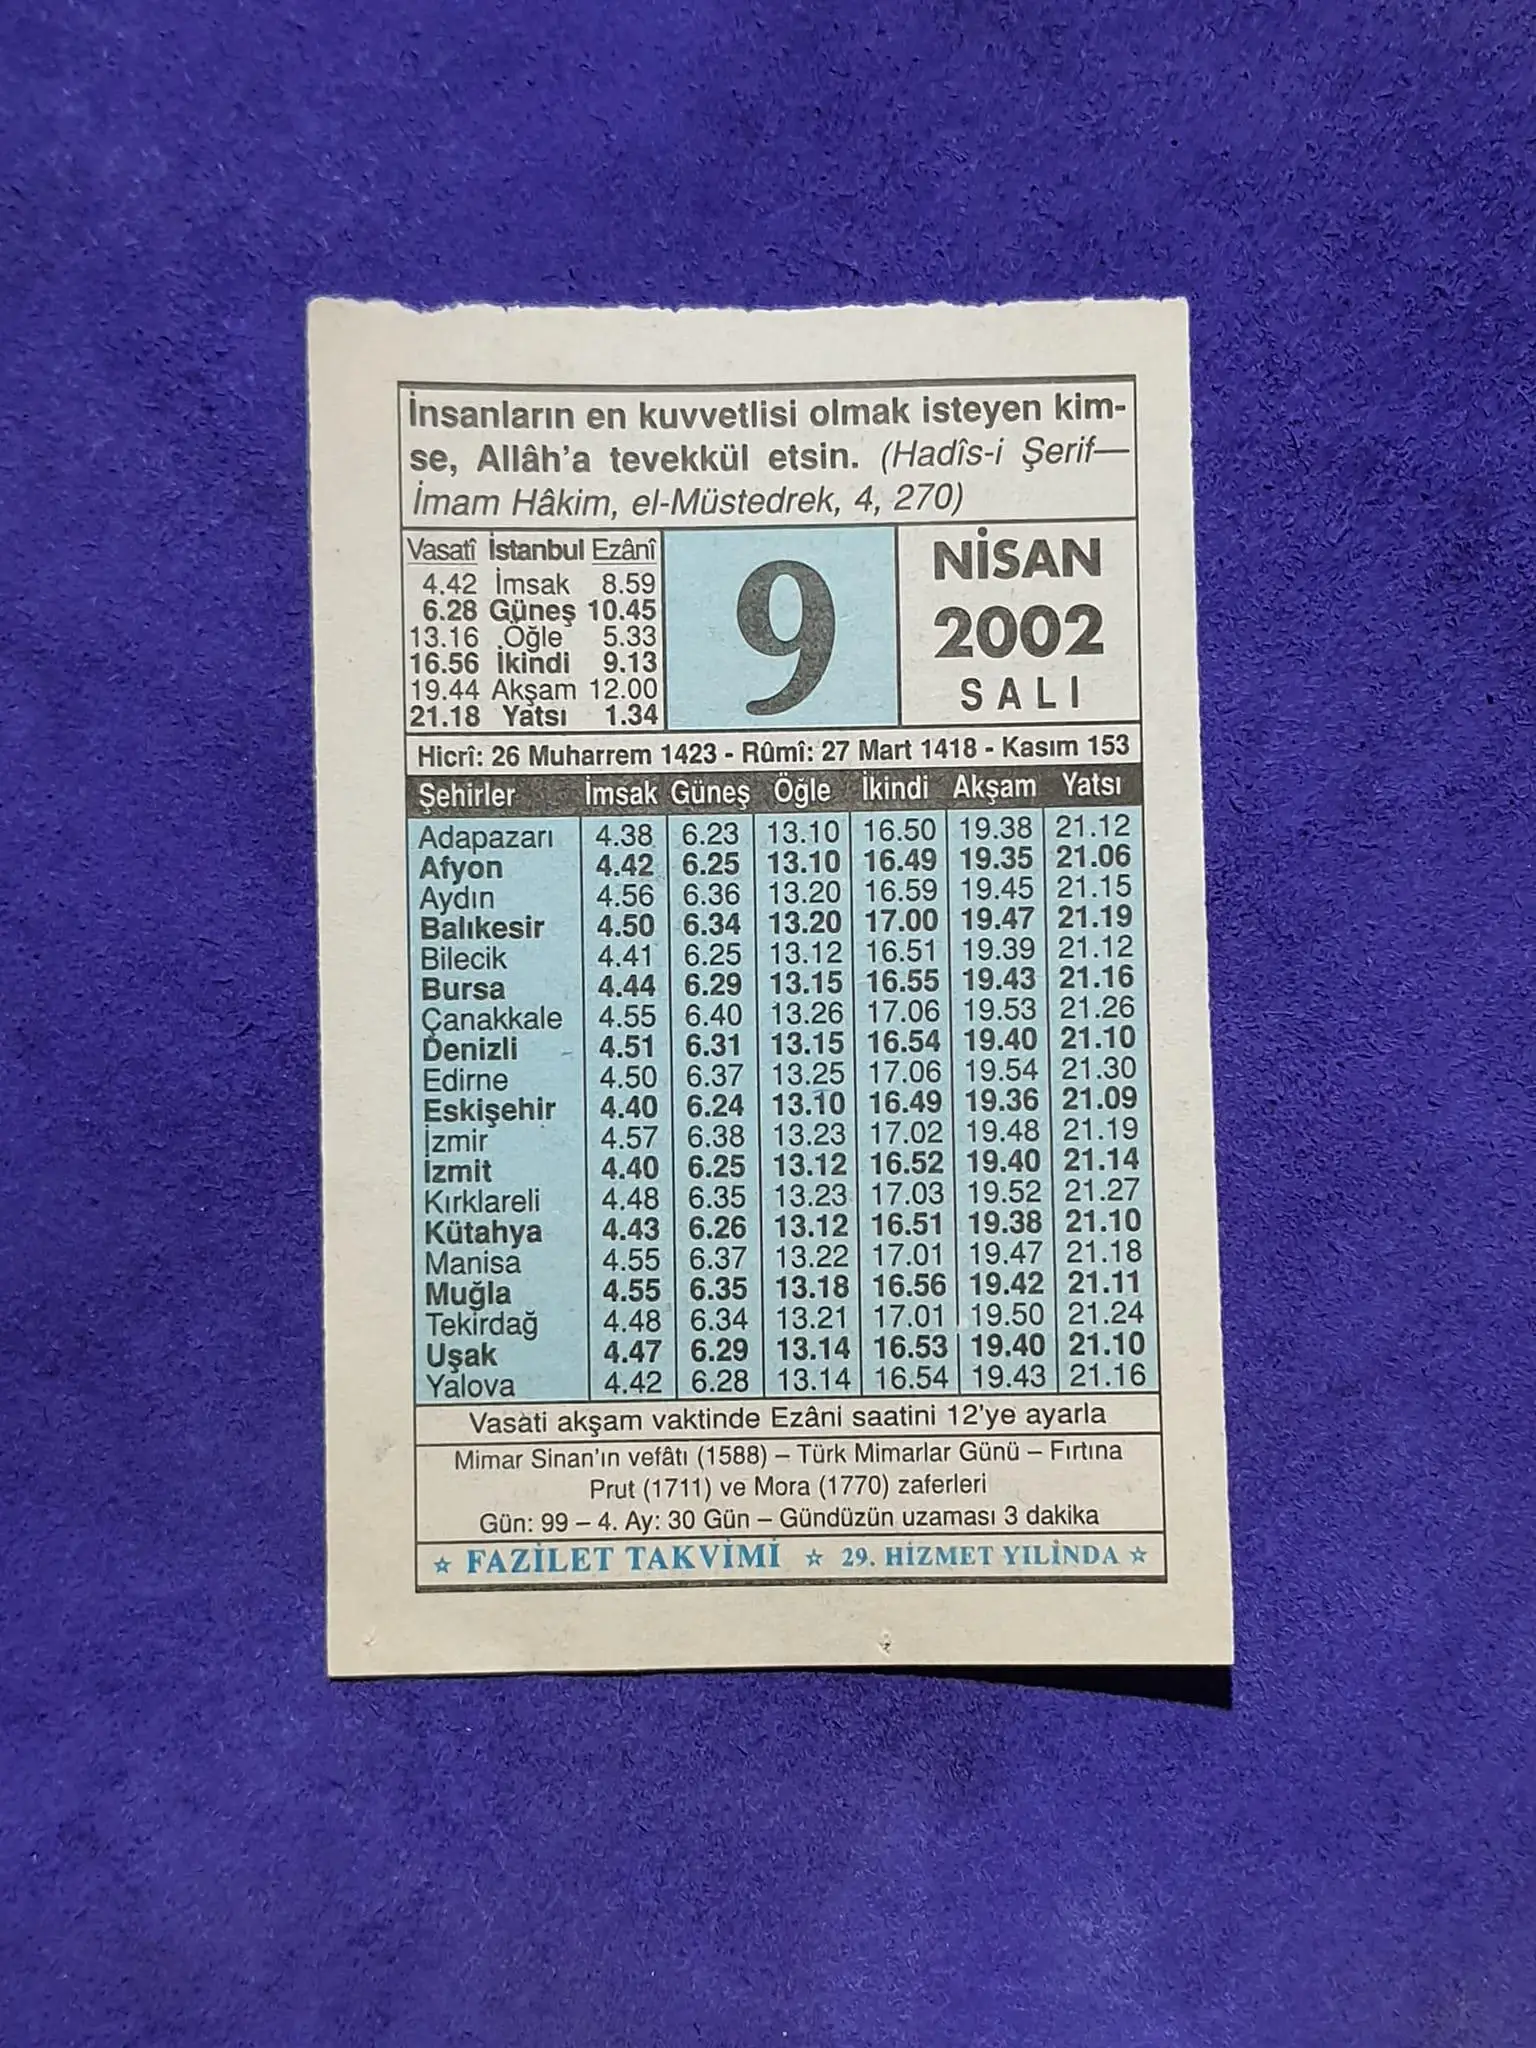 İnsanların en kuvvetlisi olmak isteyen kim-
se, Allâh'a tevekkül etsin. (Hadîs-i Şerif—
İmam Hâkim, el-Müstedrek, 4, 270)
Vasatî İstanbul Ezânî
4.42 İmsak 8.59
6.28 Güneş 10.45
13.16 Öğle 5.33
16.56 İkindi 9.13
19.44 Akşam 12.00
21.18 Yatsı 1.34
9
NİSAN
2002
SALI
Hicrî: 26 Muharrem 1423 - Rûmî: 27 Mart 1418 - Kasım 153
Şehirler İmsak Güneş Öğle İkindi Akşam Yatsı
Adapazarı 4.38 6.23 13.10 16.50 19.38 21.12
Afyon 4.42 6.25 13.10 16.49 19.35 21.06
Aydın 4.56 6.36 13.20 16.59 19.45 21.15
Balıkesir 4.50 6.34 13.20 17.00 19.47 21.19
Bilecik 4.41 6.25 13.12 16.51 19.39 21.12
Bursa 4.44 6.29 13.15 16.55 19.43 21.16
Çanakkale 4.55 6.40 13.26 17.06 19.53 21.26
Denizli 4.51 6.31 13.15 16.54 19.40 21.10
Edirne 4.50 6.37 13.25 17.06 19.54 21.30
Eskişehir 4.40 6.24 13.10 16.49 19.36 21.09
İzmir 4.57 6.38 13.23 17.02 19.48 21.19
İzmit 4.40 6.25 13.12 16.52 19.40 21.14
Kırklareli 4.48 6.35 13.23 17.03 19.52 21.27
Kütahya 4.43 6.26 13.12 16.51 19.38 21.10
Manisa 4.55 6.37 13.22 17.01 19.47 21.18
Muğla 4.55 6.35 13.18 16.56 19.42 21.11
Tekirdağ 4.48 6.34 13.21 17.01 19.50 21.24
Uşak 4.47 6.29 13.14 16.53 19.40 21.10
Yalova 4.42 6.28 13.14 16.54 19.43 21.16
Vasati akşam vaktinde Ezâni saatini 12'ye ayarla
Mimar Sinan'ın vefâtı (1588) – Türk Mimarlar Günü – Fırtına
Prut (1711) ve Mora (1770) zaferleri
Gün: 99 – 4. Ay: 30 Gün – Gündüzün uzaması 3 dakika
☆ FAZİLET TAKVİMİ ☆ 29. HİZMET YILINDA ☆